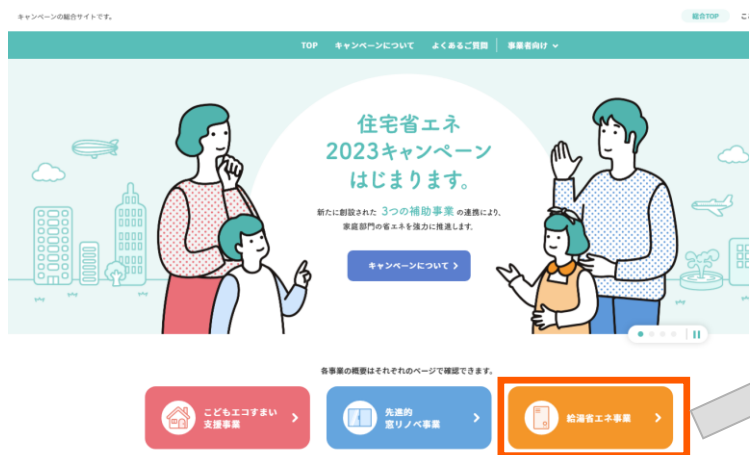 キャンペーンの総合サイトです。
総合TOP
TOP キャンペーンについて よくあるご質問 事業者向け
住宅省エネ
2023キャンペーン
はじまります。
新たに創設された 3つの補助事業 の連携により、
家庭部門の省エネを強力に推進します。
キャンペーンについて
各事業の概要はそれぞれのページで確認できます。
こどもエコすまい
支援事業
先進的
窓リノベ事業
給湯省エネ事業